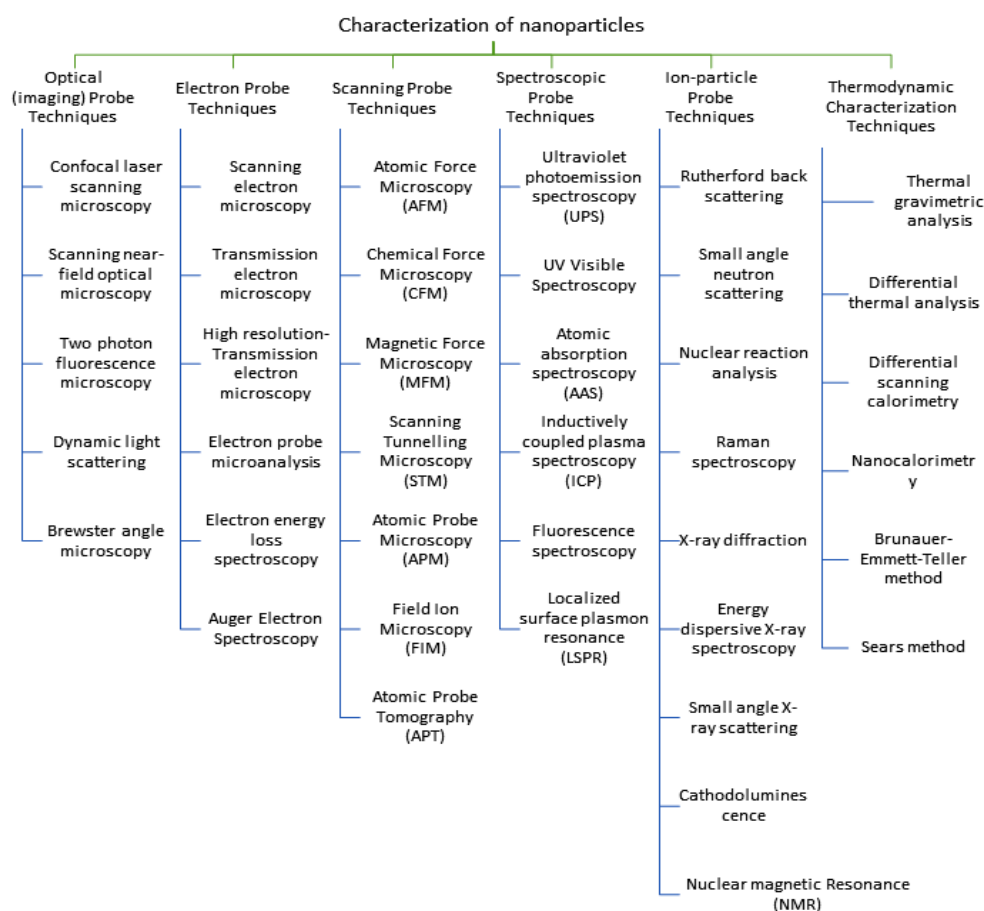 Characterization of nanoparticles
Optical
(imaging) Probe
Techniques
Confocal laser
scanning
microscopy
Scanning near-
field optical
microscopy
Two photon
fluorescence
microscopy
Dynamic light
scattering
Brewster angle
microscopy
Electron Probe
Techniques
Scanning
electron
microscopy
Transmission
electron
microscopy
High resolution-
Transmission
electron
microscopy
Electron probe
microanalysis
Electron energy
loss
spectroscopy
Auger Electron
Spectroscopy
Scanning Probe
Techniques
Atomic Force
Microscopy
(AFM)
Chemical Force
Microscopy
(CFM)
Magnetic Force
Microscopy
(MFM)
Scanning
Tunnelling
Microscopy
(STM)
Atomic Probe
Microscopy
(APM)
Field Ion
Microscopy
(FIM)
Atomic Probe
Tomography
(APT)
Spectroscopic
Probe
Techniques
Ultraviolet
photoemission
spectroscopy
(UPS)
UV Visible
Spectroscopy
Atomic
absorption
spectroscopy
(AAS)
Inductively
coupled plasma
spectroscopy
(ICP)
Fluorescence
spectroscopy
Localized
surface plasmon
resonance
(LSPR)
Ion-particle
Probe
Techniques
Rutherford back
scattering
Small angle
neutron
scattering
Nuclear reaction
analysis
Raman
spectroscopy
X-ray diffraction
Energy
dispersive X-ray
spectroscopy
Small angle X-
ray scattering
Cathodolumines
cence
Nuclear magnetic Resonance
(NMR)
Thermodynamic
Characterization
Techniques
Thermal
gravimetric
analysis
Differential
thermal analysis
Differential
scanning
calorimetry
Nanocalorimetr
y
Brunauer-
Emmett-Teller
method
Sears method